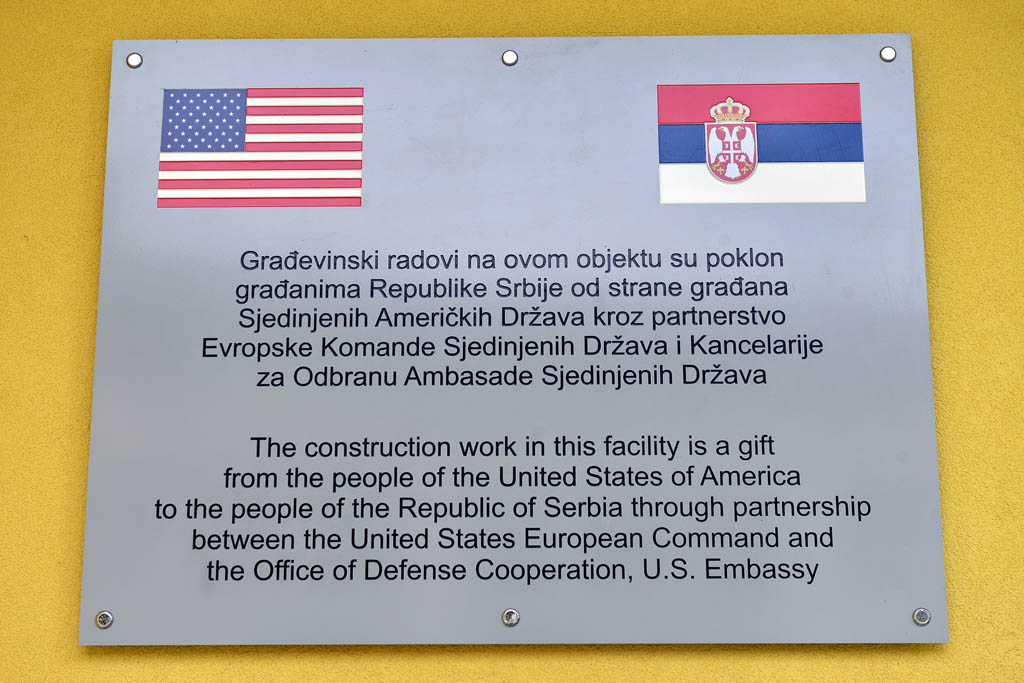 Građevinski radovi na ovom objektu su poklon
građanima Republike Srbije od strane građana
Sjedinjenih Američkih Država kroz partnerstvo
Evropske Komande Sjedinjenih Država i Kancelarije
za Odbranu Ambasade Sjedinjenih Država
The construction work in this facility is a gift
from the people of the United States of America
to the people of the Republic of Serbia through partnership
between the United States European Command and
the Office of Defense Cooperation, U.S. Embassy